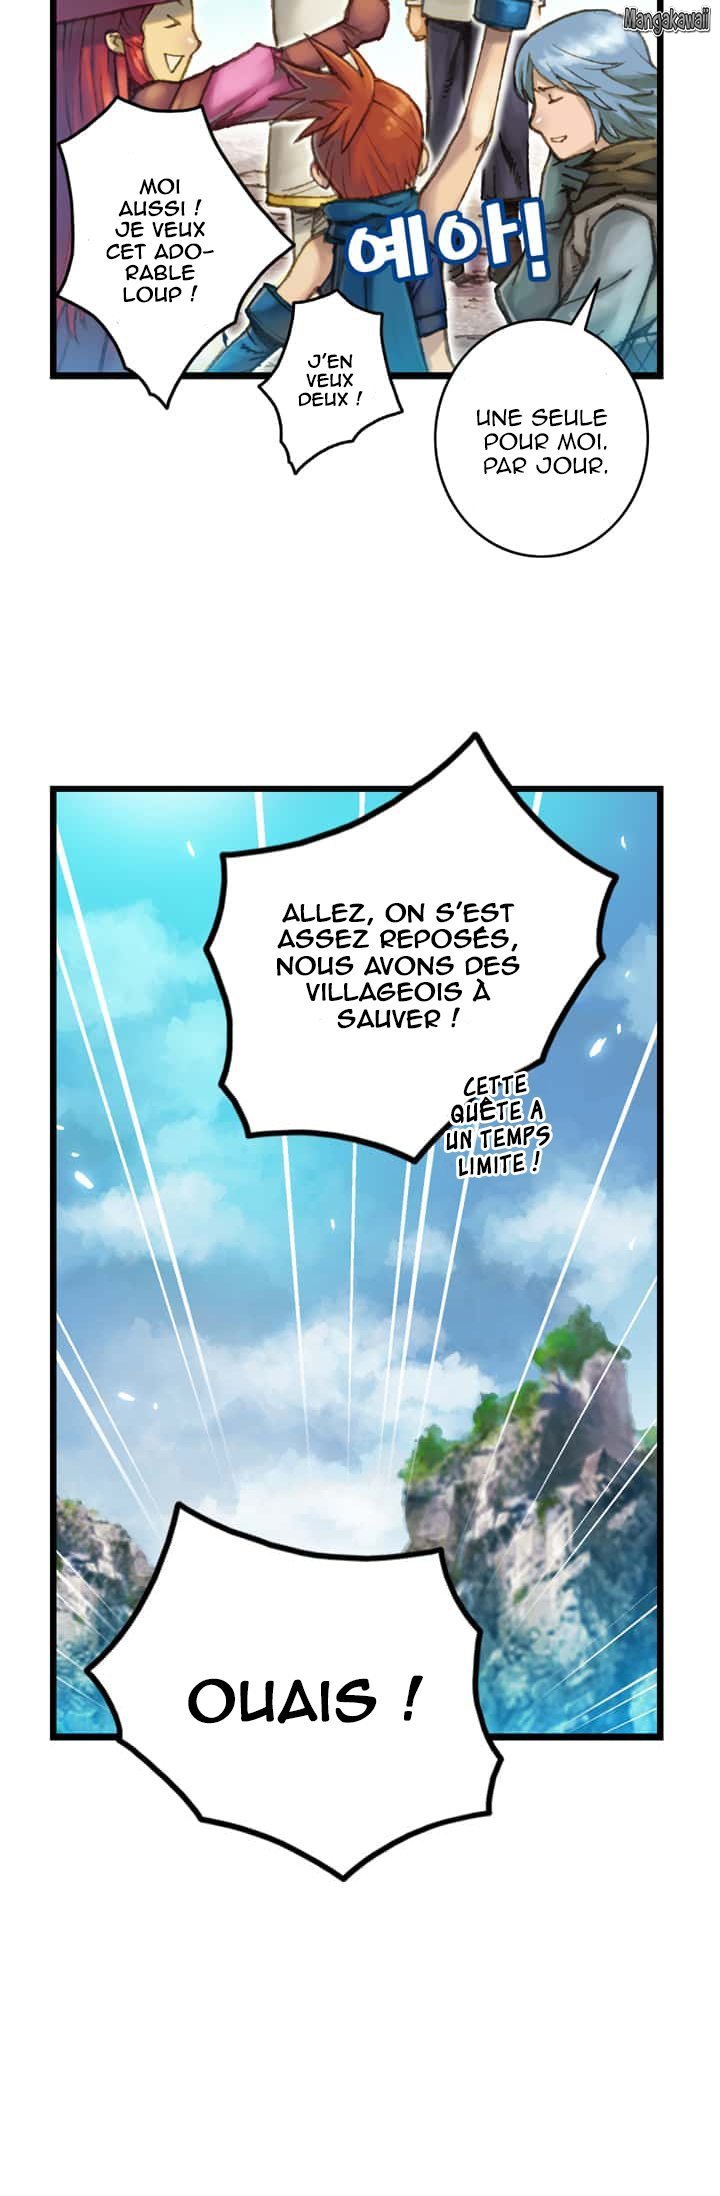 Mangakawaii
MOI
AUSSI !
JE VEUX
CET ADO-
RABLE
LOUP !
예아!
J'EN
VEUX
DEUX !
UNE SEULE
POUR MOI.
PAR JOUR.
ALLEZ, ON S'EST
ASSEZ REPOSÉS,
NOUS AVONS DES
VILLAGEOIS À
SAUVER !
CETTE
QUÊTE A
UN TEMPS
LIMITE !
OUAIS !